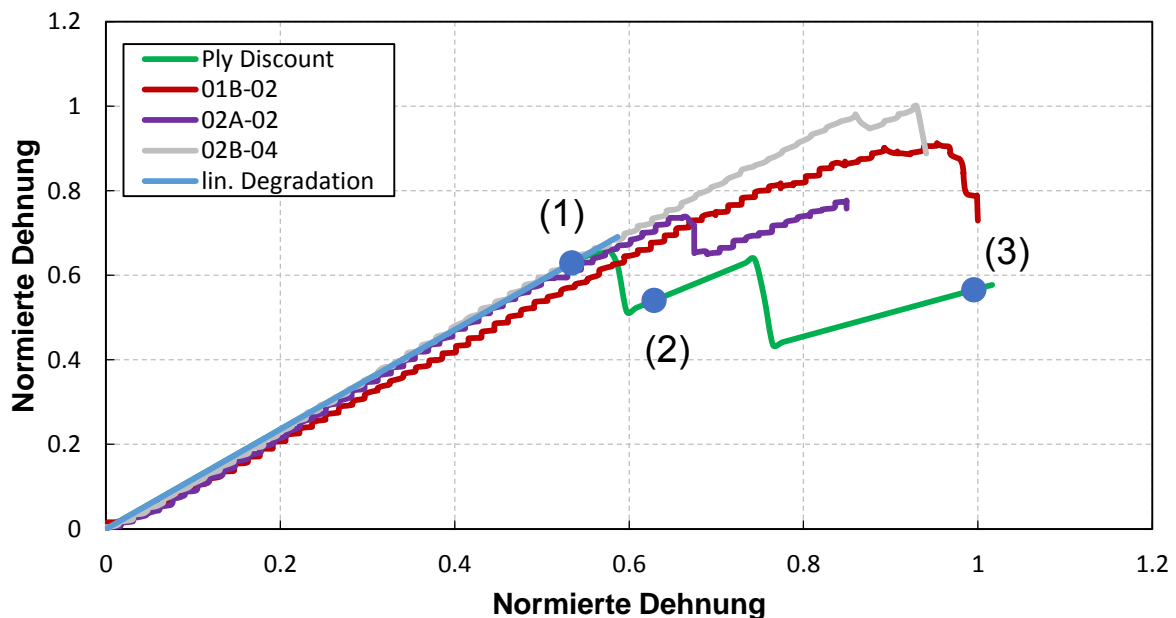 1.2
1
0.8
0.6
0.4
0.2
0
Normierte Dehnung
Ply Discount
01B-02
02A-02
02B-04
lin. Degradation
(1)
(2)
(3)
0 0.2 0.4 0.6 0.8 1 1.2
Normierte Dehnung